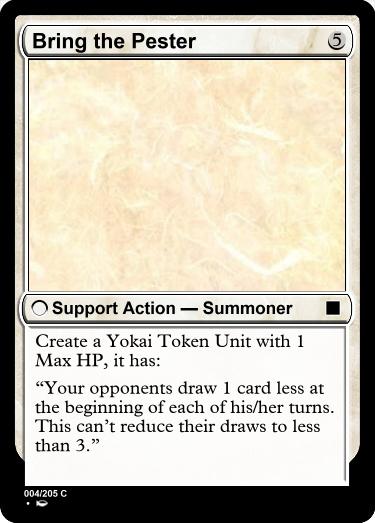 Bring the Pester 5
Support Action — Summoner
Create a Yokai Token Unit with 1
Max HP, it has:
“Your opponents draw 1 card less at
the beginning of each of his/her turns.
This can’t reduce their draws to less
than 3.”
004/205 C